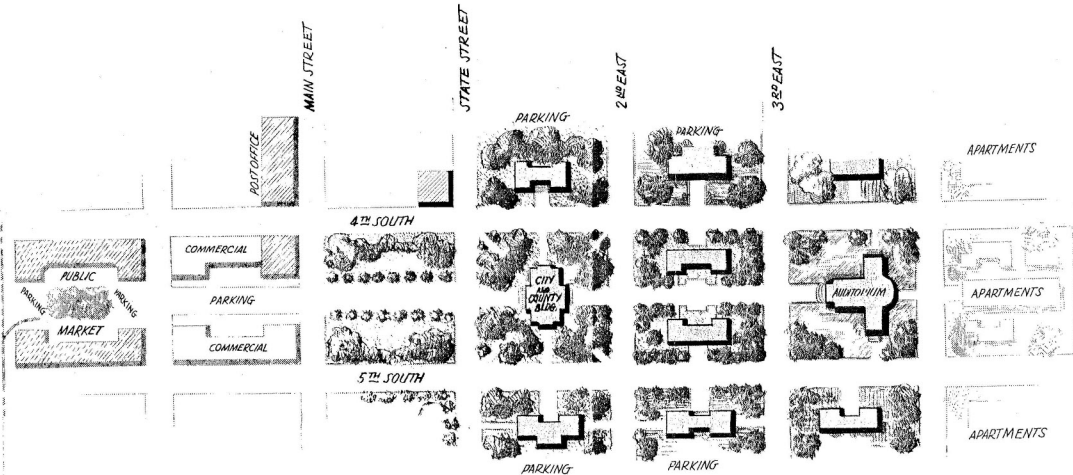 MAIN STREET
STATE STREET
2ND EAST
3RD EAST
POST OFFICE
PARKING
PARKING
APARTMENTS
4TH SOUTH
PUBLIC
PARKING
PARKING
MARKET
COMMERCIAL
PARKING
COMMERCIAL
CITY
AND
COUNTY
BLDG.
AUDITORIUM
APARTMENTS
5TH SOUTH
PARKING
PARKING
APARTMENTS